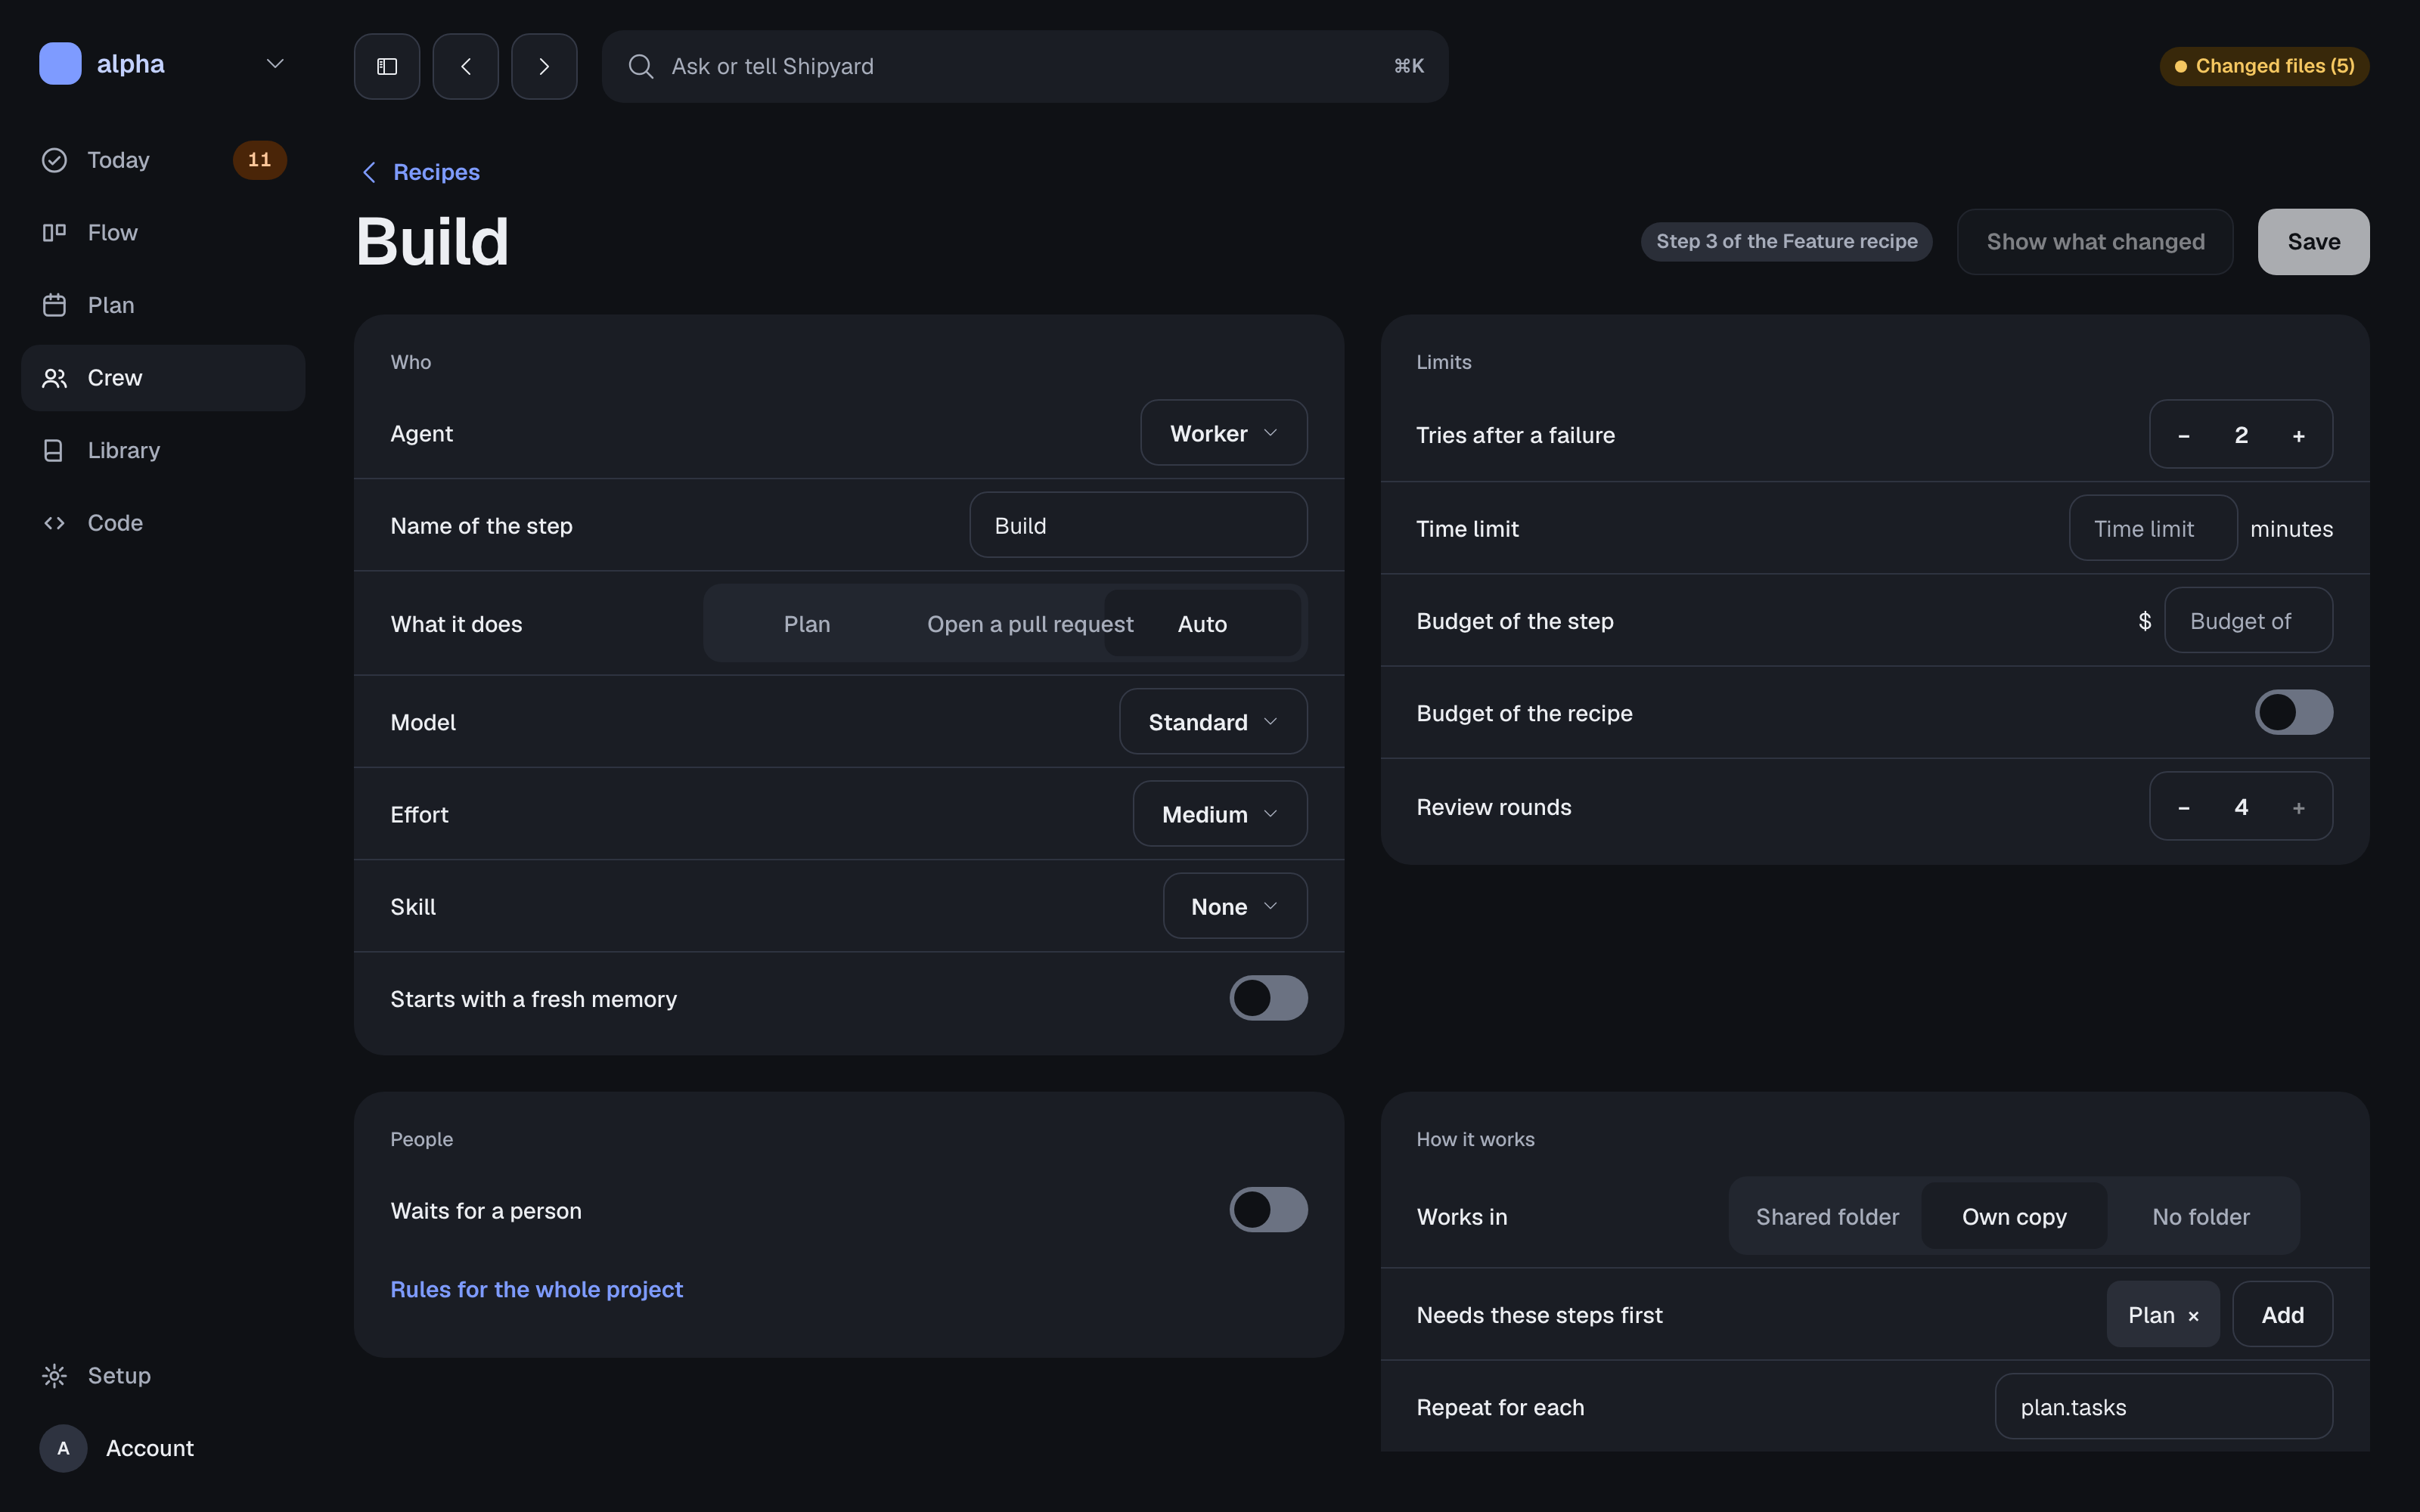 alpha
Ask or tell Shipyard ⌘K
Changed files (5)
Today 11
Flow
Plan
Crew
Library
Code
Setup
A Account
Recipes
Build
Step 3 of the Feature recipe
Show what changed
Save
Who
Agent Worker
Name of the step Build
What it does Plan Open a pull request Auto
Model Standard
Effort Medium
Skill None
Starts with a fresh memory
Limits
Tries after a failure − 2 +
Time limit Time limit minutes
Budget of the step $ Budget of
Budget of the recipe
Review rounds − 4 +
People
Waits for a person
Rules for the whole project
How it works
Works in Shared folder Own copy No folder
Needs these steps first Plan × Add
Repeat for each plan.tasks